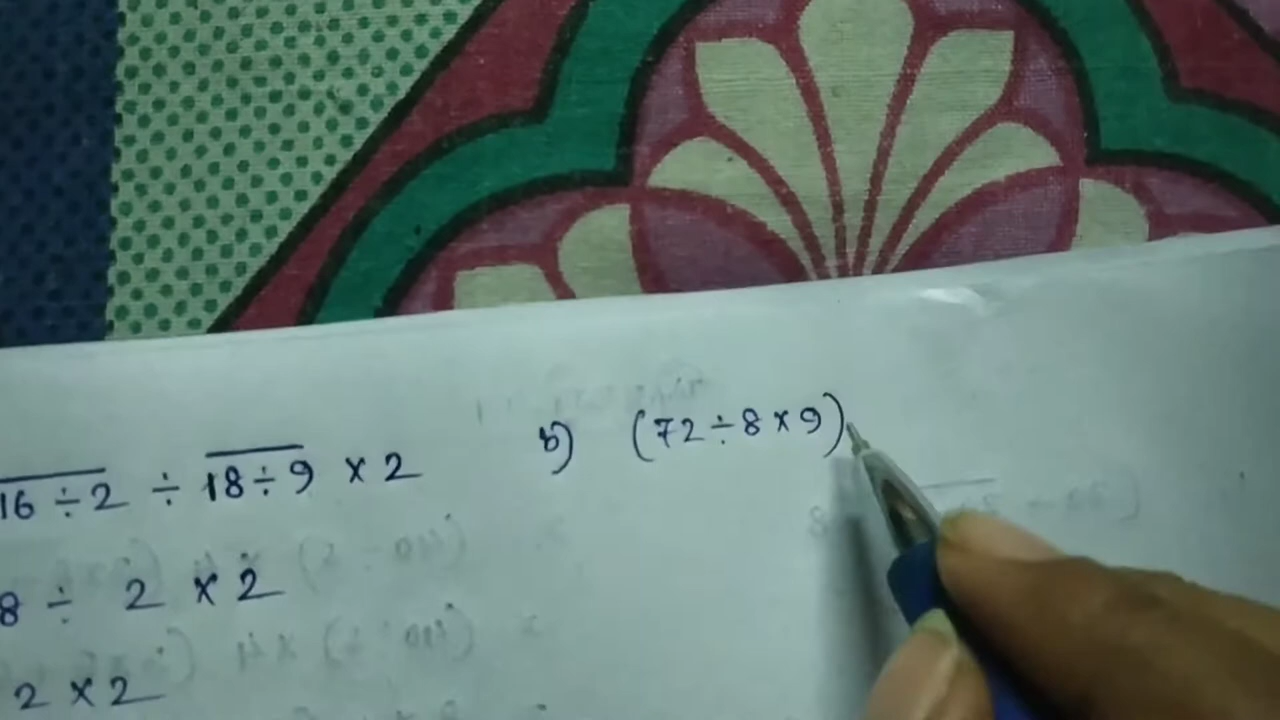 16 ÷ 2 ÷ 18 ÷ 9 × 2
b) (72 ÷ 8 × 9)
8 ÷ 2 × 2
2 × 2